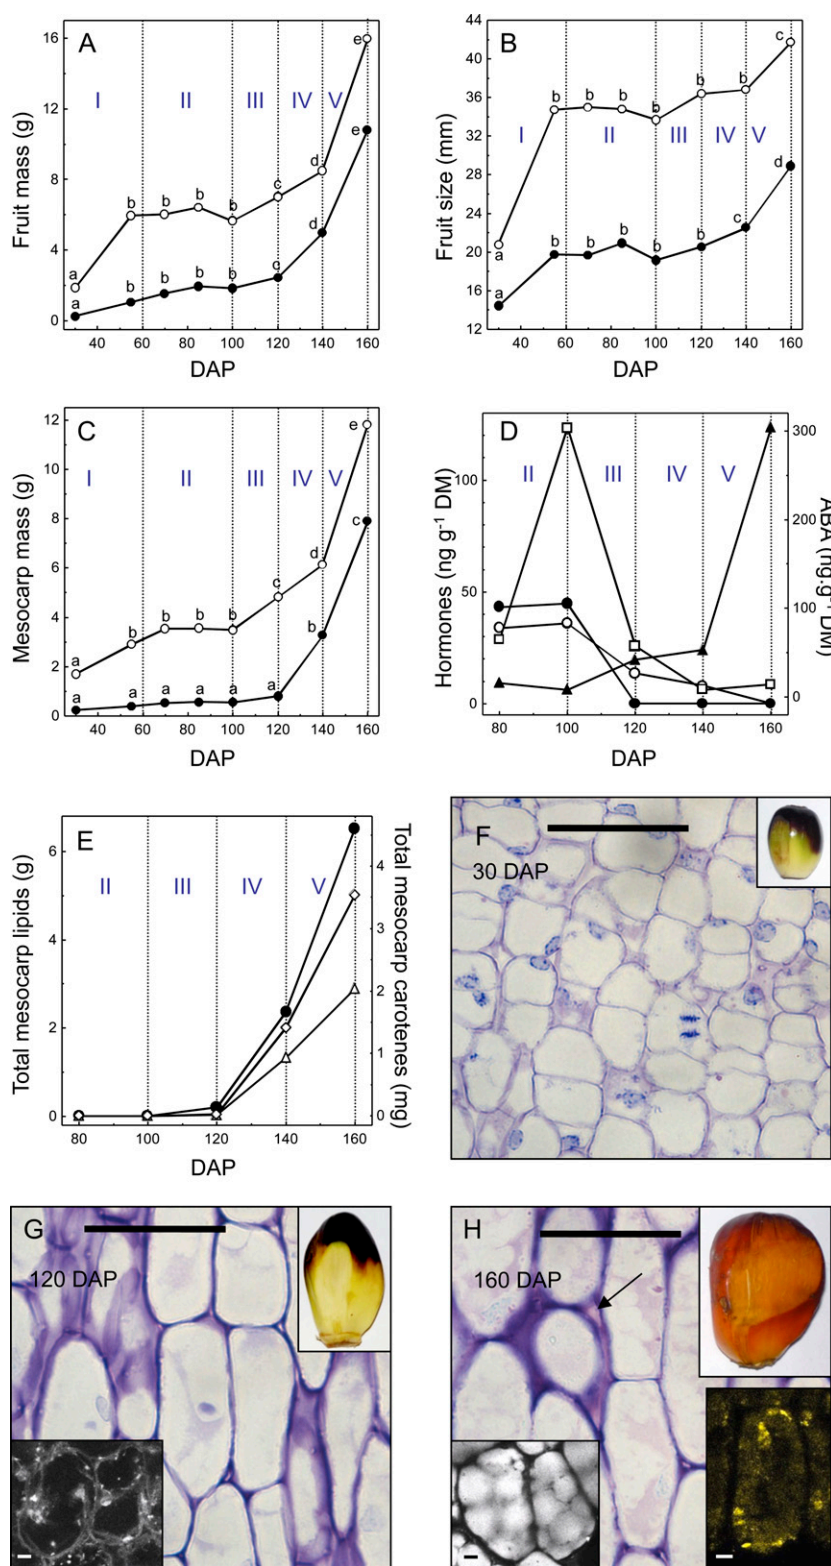 A
16
12
8
4
0
Fruit mass (g)
I II III IV V
a b b b b c d e
a b b b b c d e
40 60 80 100 120 140 160
DAP
B
44
40
36
32
28
24
20
16
12
Fruit size (mm)
I II III IV V
a b b b b b b c
a b b b b b c d
40 60 80 100 120 140 160
DAP
C
12
10
8
6
4
2
0
Mesocarp mass (g)
I II III IV V
a b b b b c d e
a a a a a a b c
40 60 80 100 120 140 160
DAP
D
100
50
0
Hormones (ng g-1 DM)
II III IV V
300
200
100
0
ABA (ng.g-1 DM)
80 100 120 140 160
DAP
E
6
4
2
0
Total mesocarp lipids (g)
II III IV V
4
3
2
1
0
Total mesocarp carotenes (mg)
80 100 120 140 160
DAP
F
30 DAP
G
120 DAP
H
160 DAP